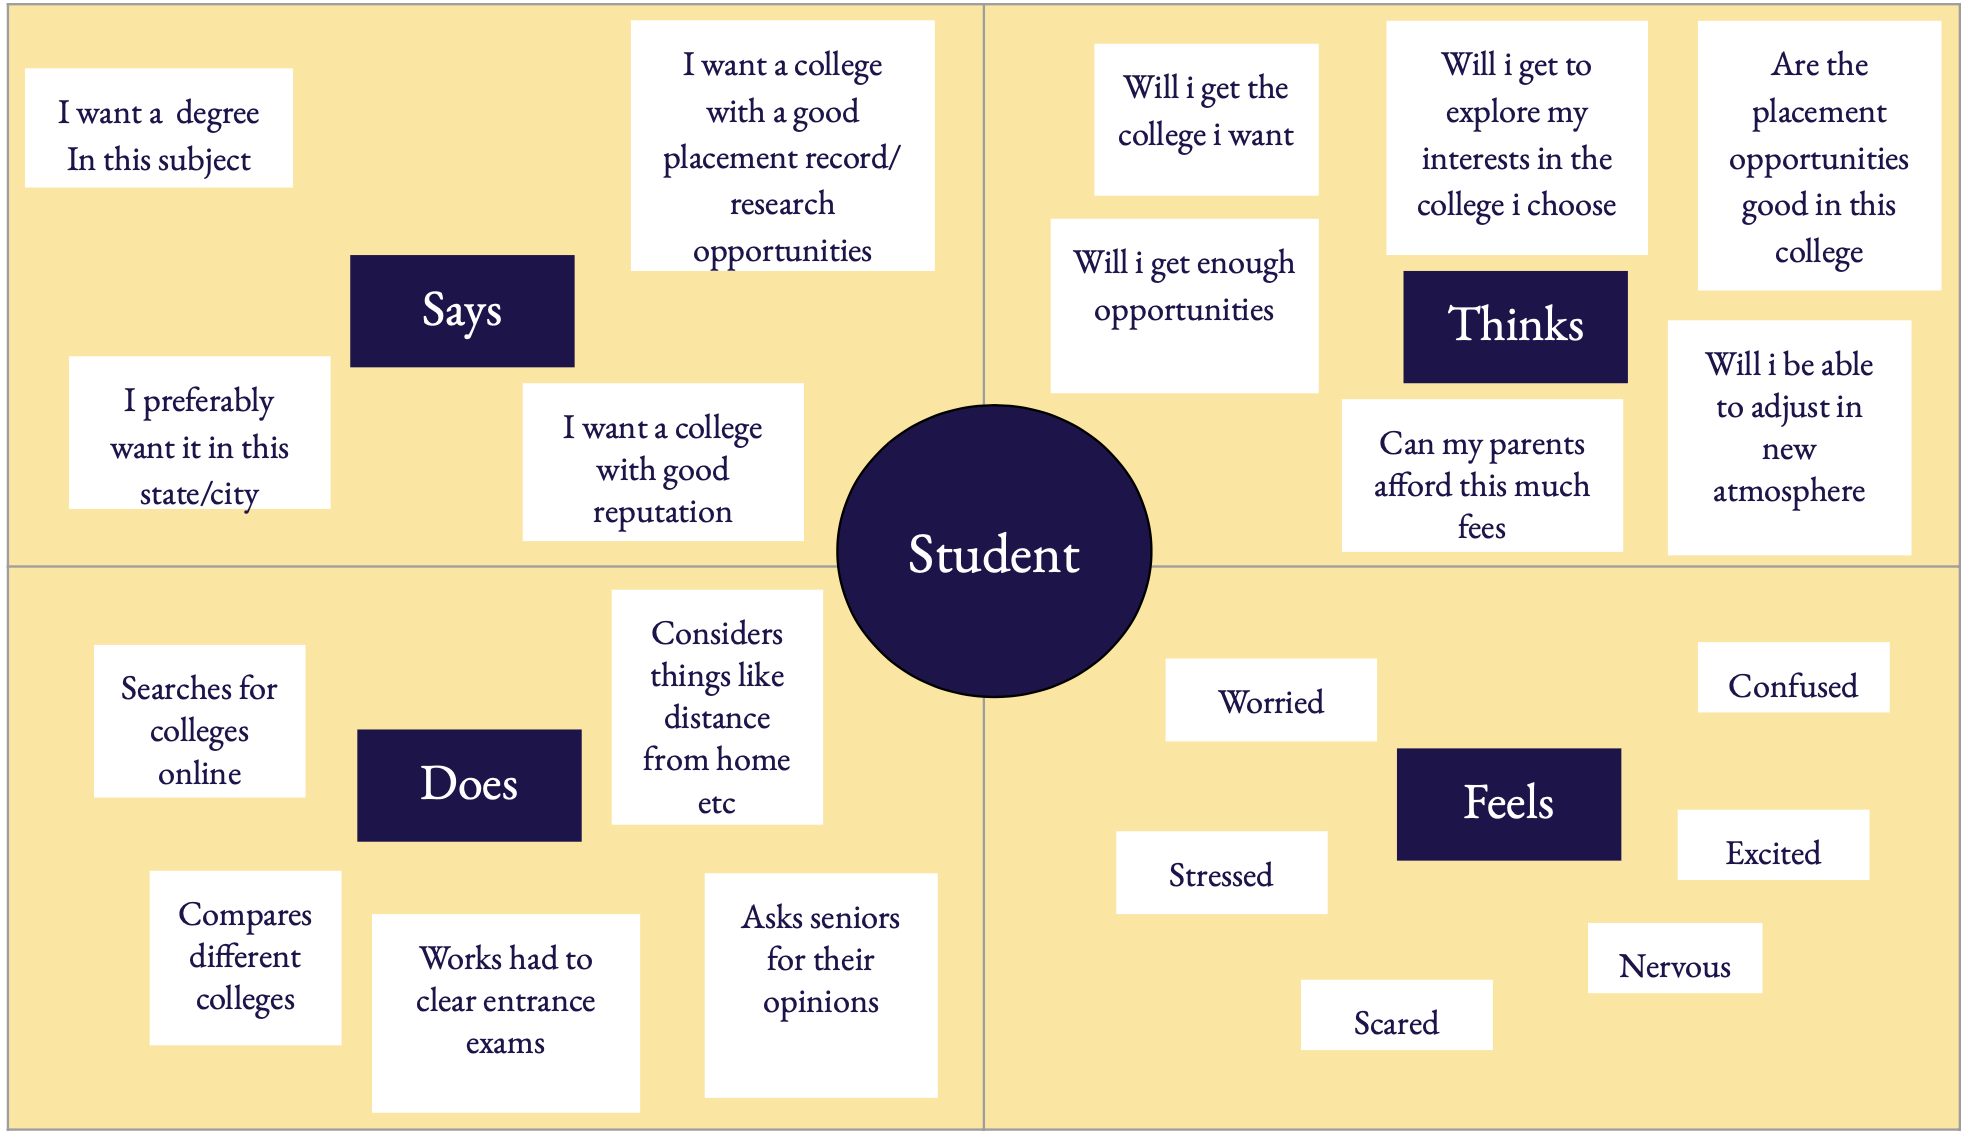 I want a  degree
In this subject
I want a college
with a good
placement record/
research
opportunities
Says
I preferably
want it in this
state/city
I want a college
with good
reputation
Will i get the
college i want
Will i get to
explore my
interests in the
college i choose
Are the
placement
opportunities
good in this
college
Will i get enough
opportunities
Thinks
Can my parents
afford this much
fees
Will i be able
to adjust in
new
atmosphere
Student
Searches for
colleges
online
Considers
things like
distance
from home
etc
Does
Compares
different
colleges
Works had to
clear entrance
exams
Asks seniors
for their
opinions
Worried
Confused
Feels
Stressed
Excited
Nervous
Scared